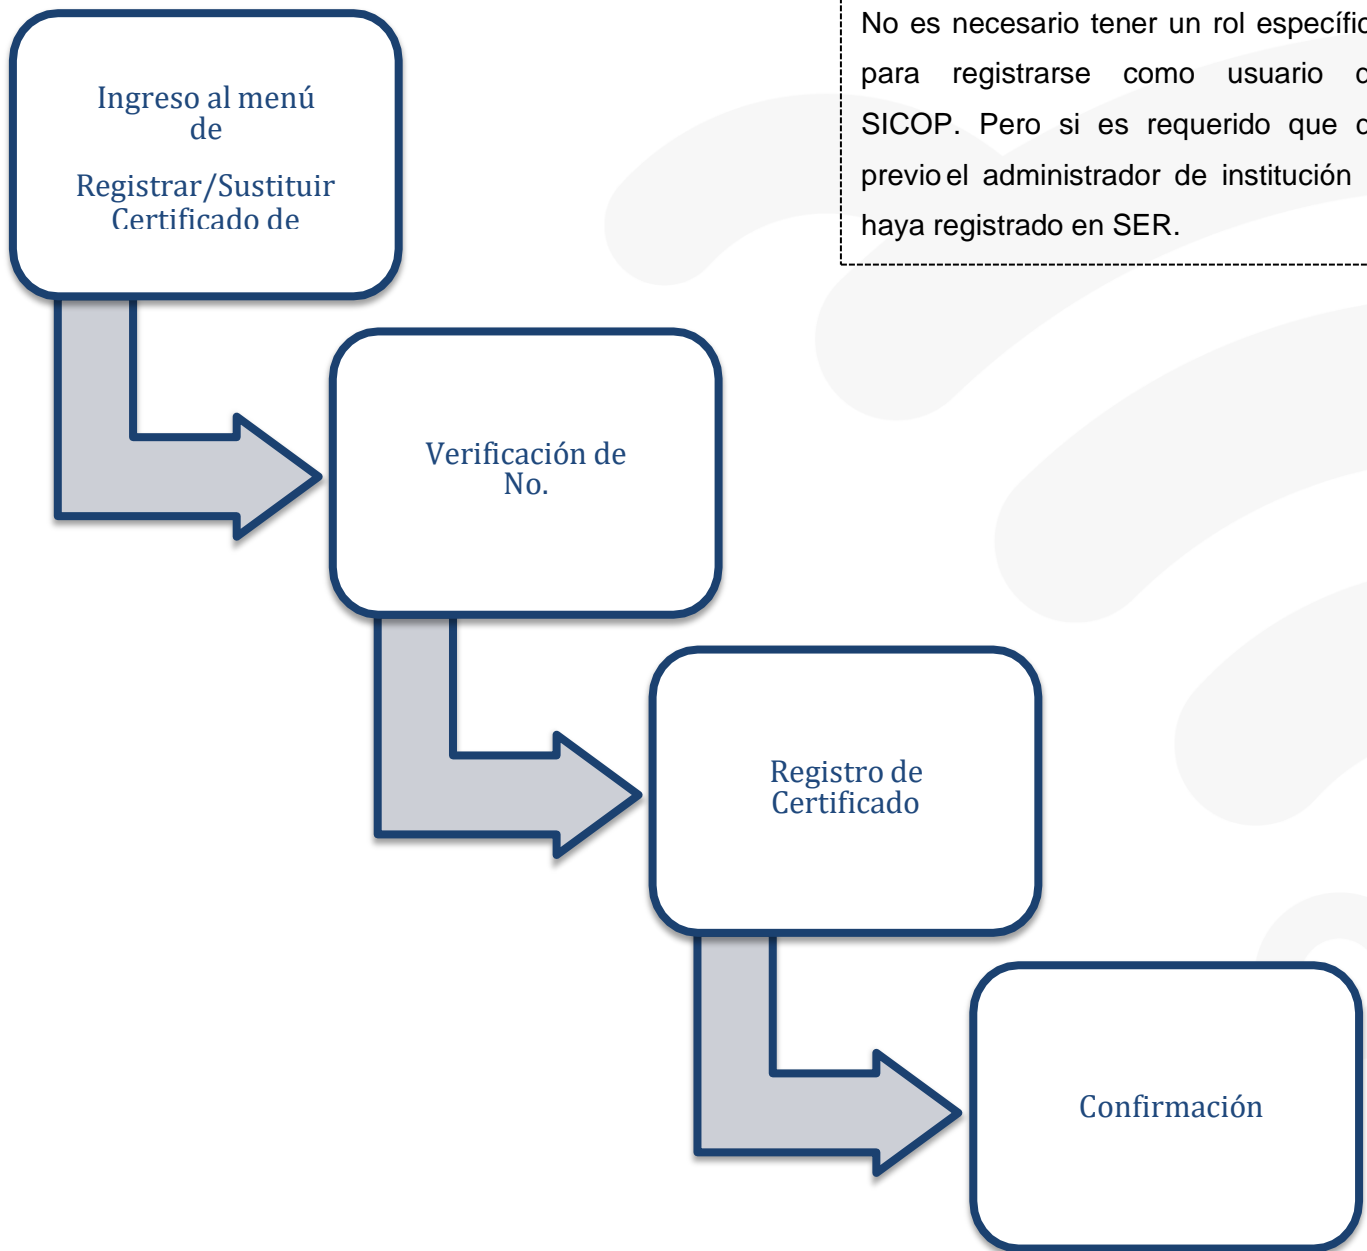 No es necesario tener un rol
para registrarse como usuario
SICOP. Pero si es requerido que
previo el administrador de institución
haya registrado en SER.
Ingreso al menú
de
Registrar/Sustituir
Certificado de
Verificación de
No.
Registro de
Certificado
Confirmación